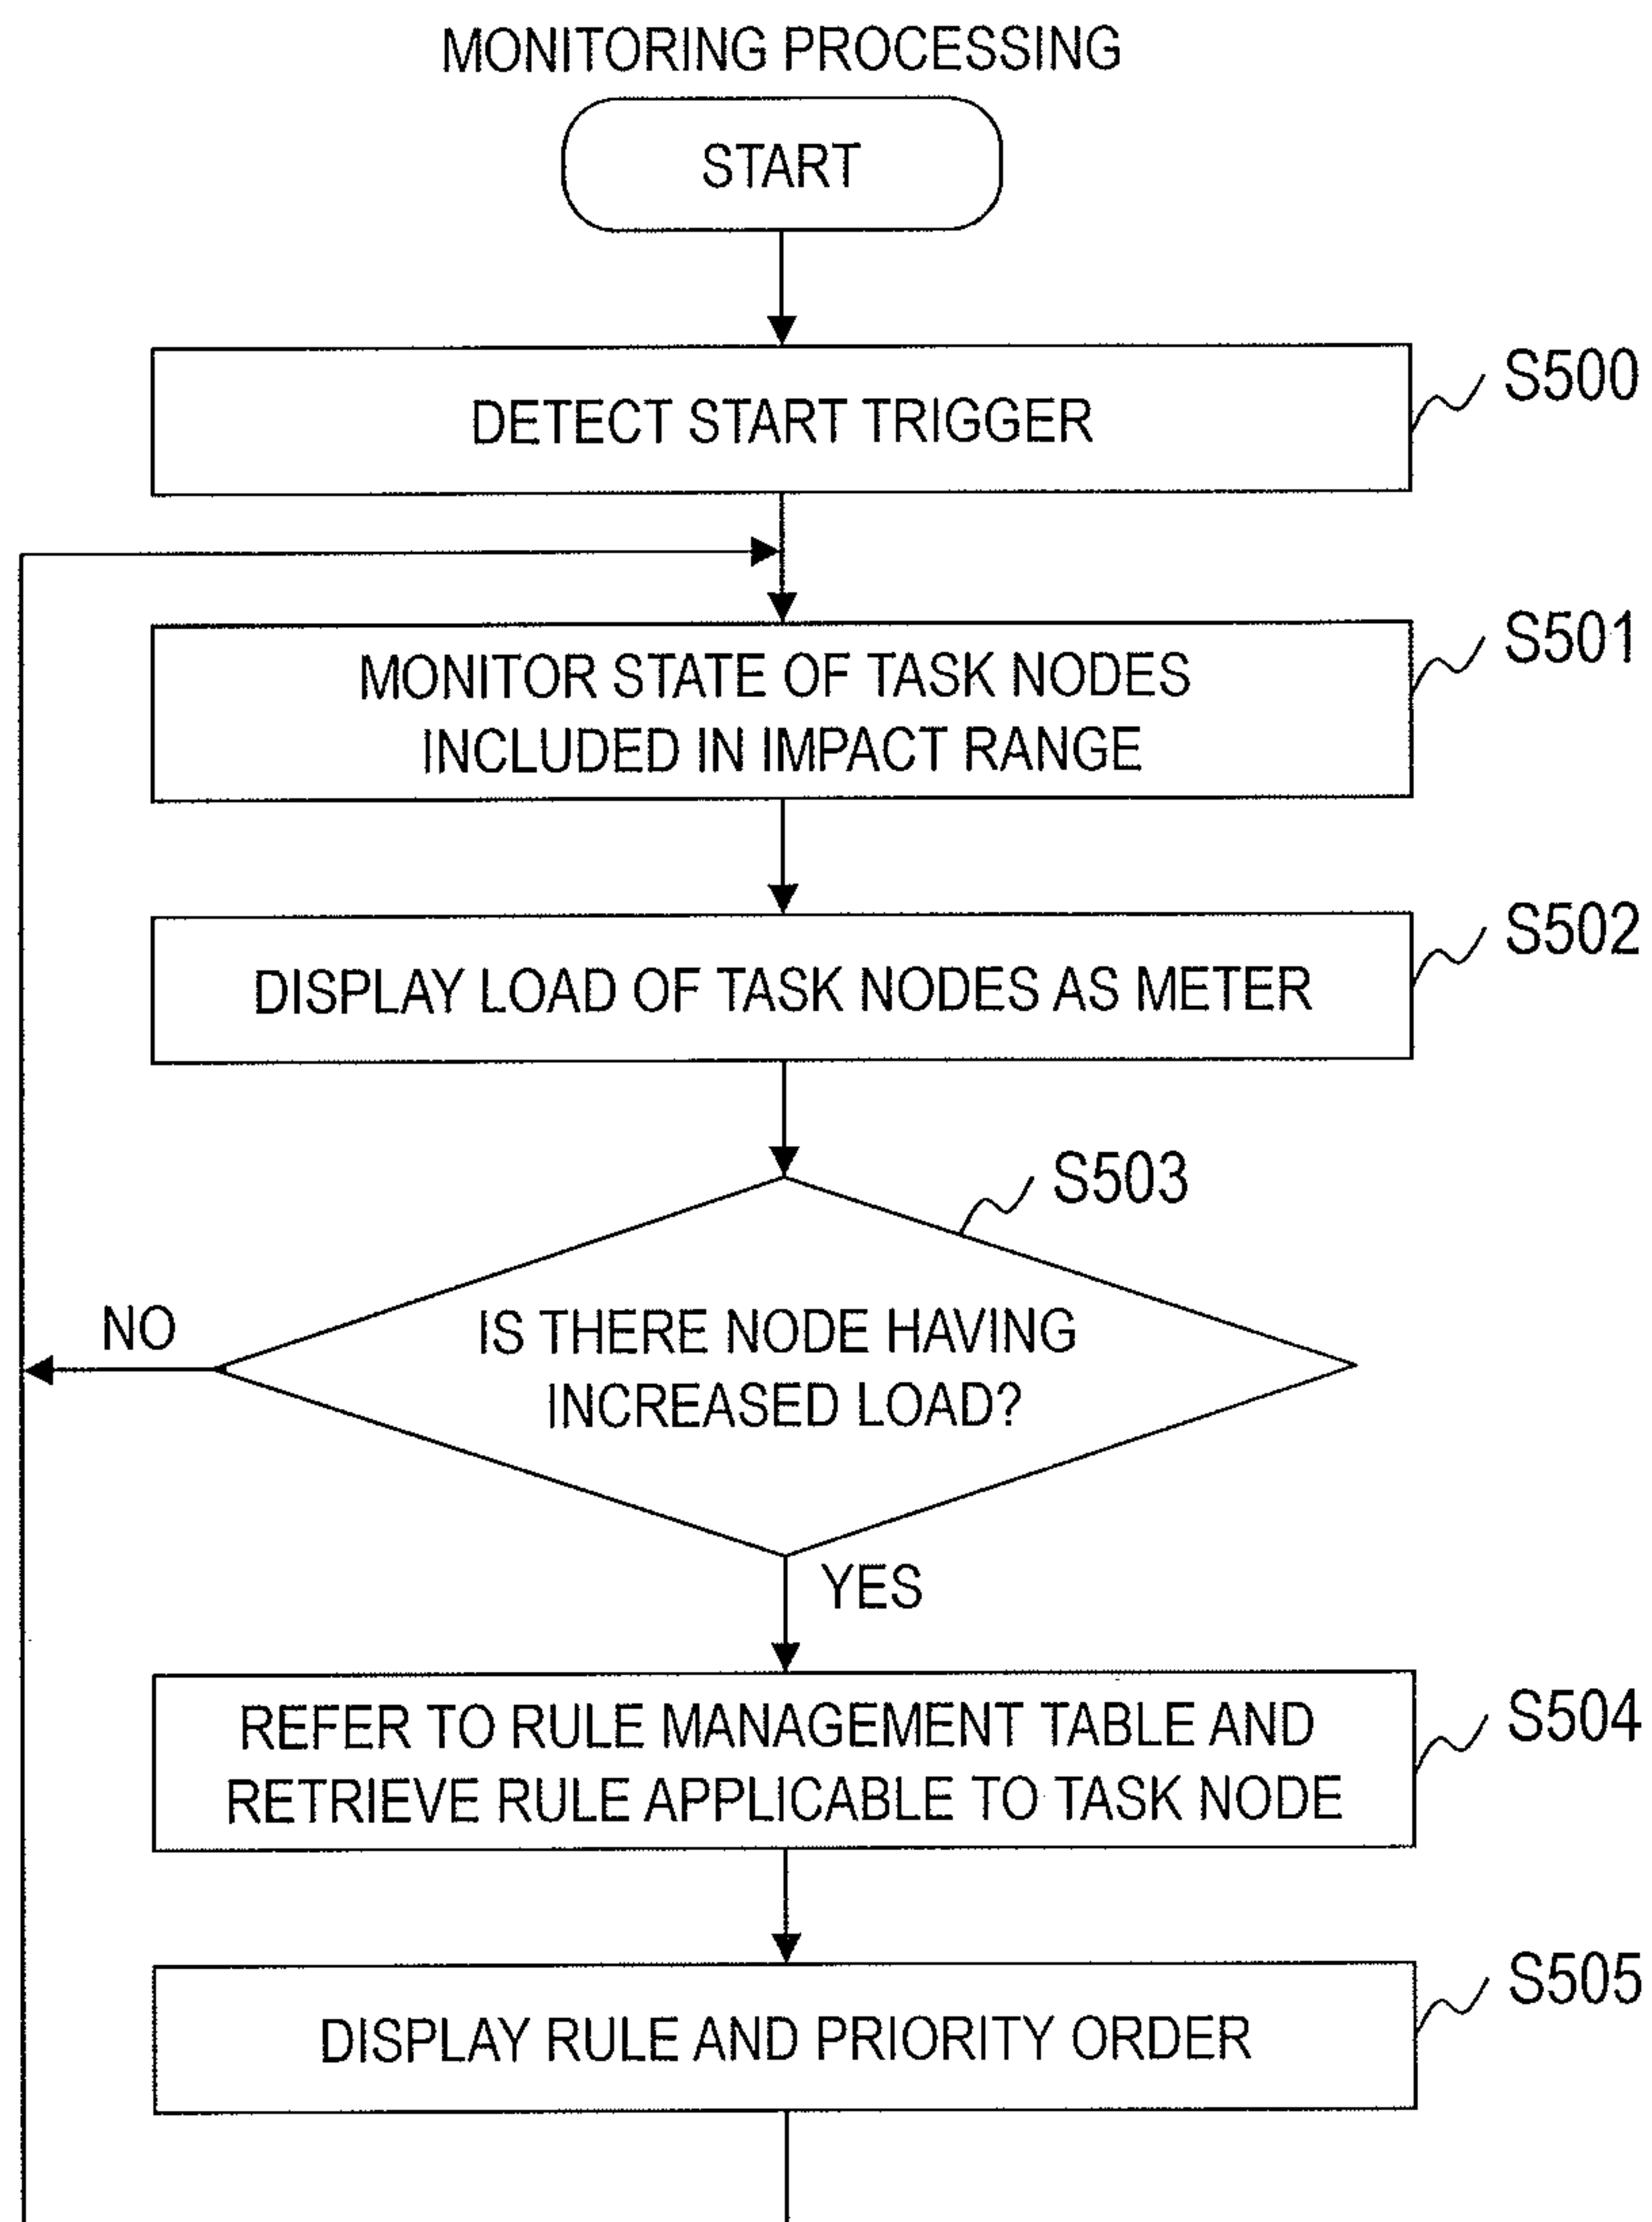 MONITORING PROCESSING
START
DETECT START TRIGGER
S500
MONITOR STATE OF TASK NODES
INCLUDED IN IMPACT RANGE
S501
DISPLAY LOAD OF TASK NODES AS METER
S502
S503
IS THERE NODE HAVING
INCREASED LOAD?
NO
YES
REFER TO RULE MANAGEMENT TABLE AND
RETRIEVE RULE APPLICABLE TO TASK NODE
S504
DISPLAY RULE AND PRIORITY ORDER
S505